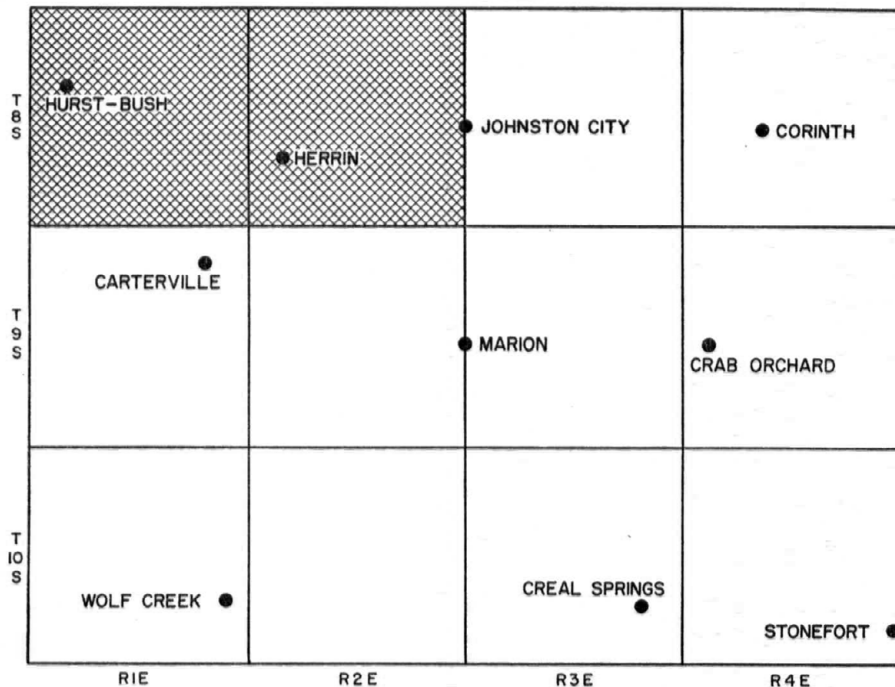 T
8
S
HURST-BUSH
HERRIN
JOHNSTON CITY
CORINTH
T
9
S
CARTERVILLE
MARION
CRAB ORCHARD
T
10
S
WOLF CREEK
CREAL SPRINGS
STONEFORT
R1E
R2E
R3E
R4E